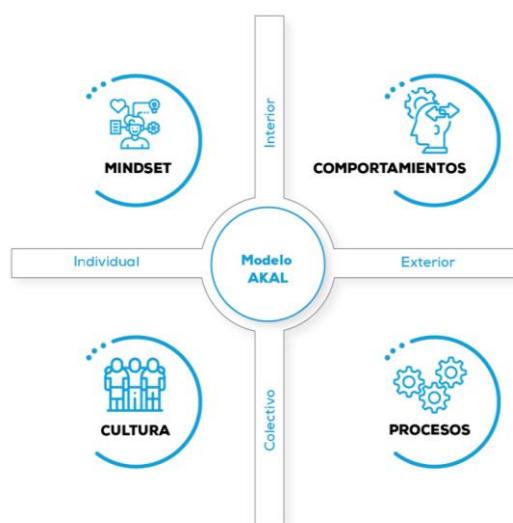 Interior
MINDSET
COMPORTAMIENTOS
Individual
Modelo
AKAL
Exterior
CULTURA
Colectivo
PROCESOS